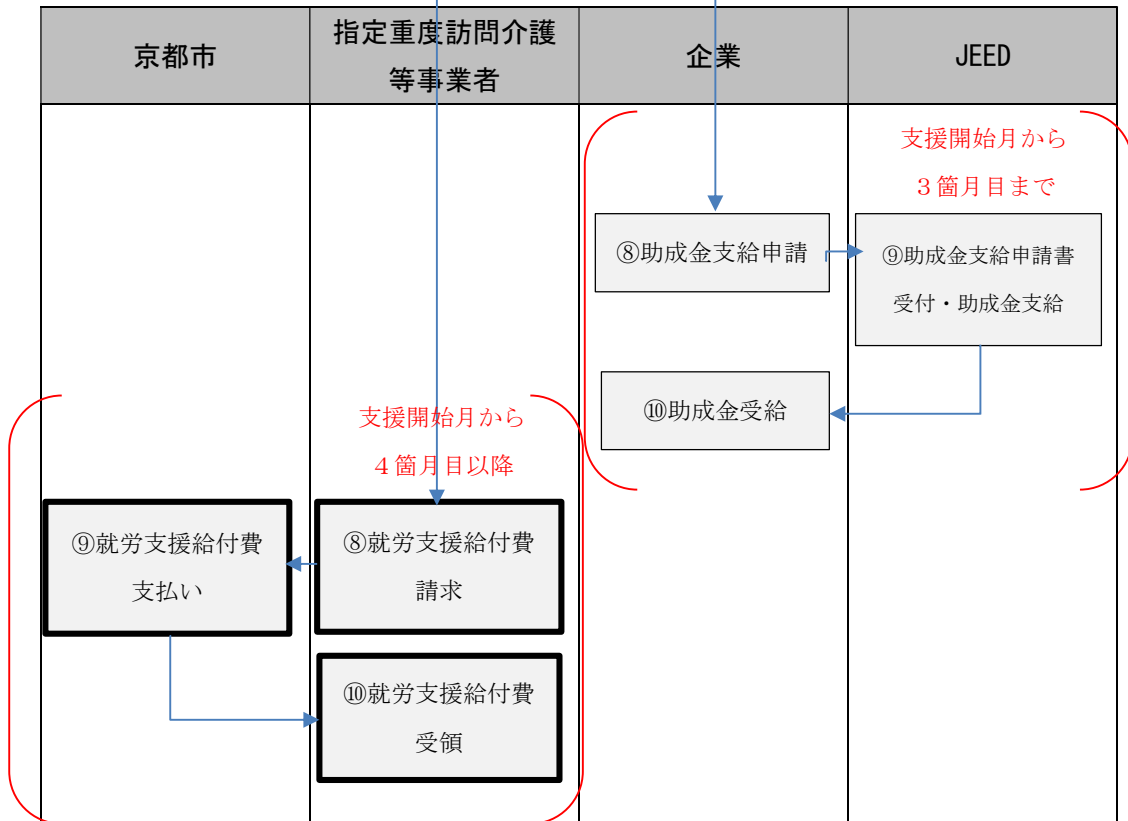 京都市
指定重度訪問介護
等事業者
企業
JEED
支援開始月から
３箇月目まで
⑧助成金支給申請
⑨助成金支給申請書
受付・助成金支給
⑩助成金受給
支援開始月から
４箇月目以降
⑨就労支援給付費
支払い
⑧就労支援給付費
請求
⑩就労支援給付費
受領